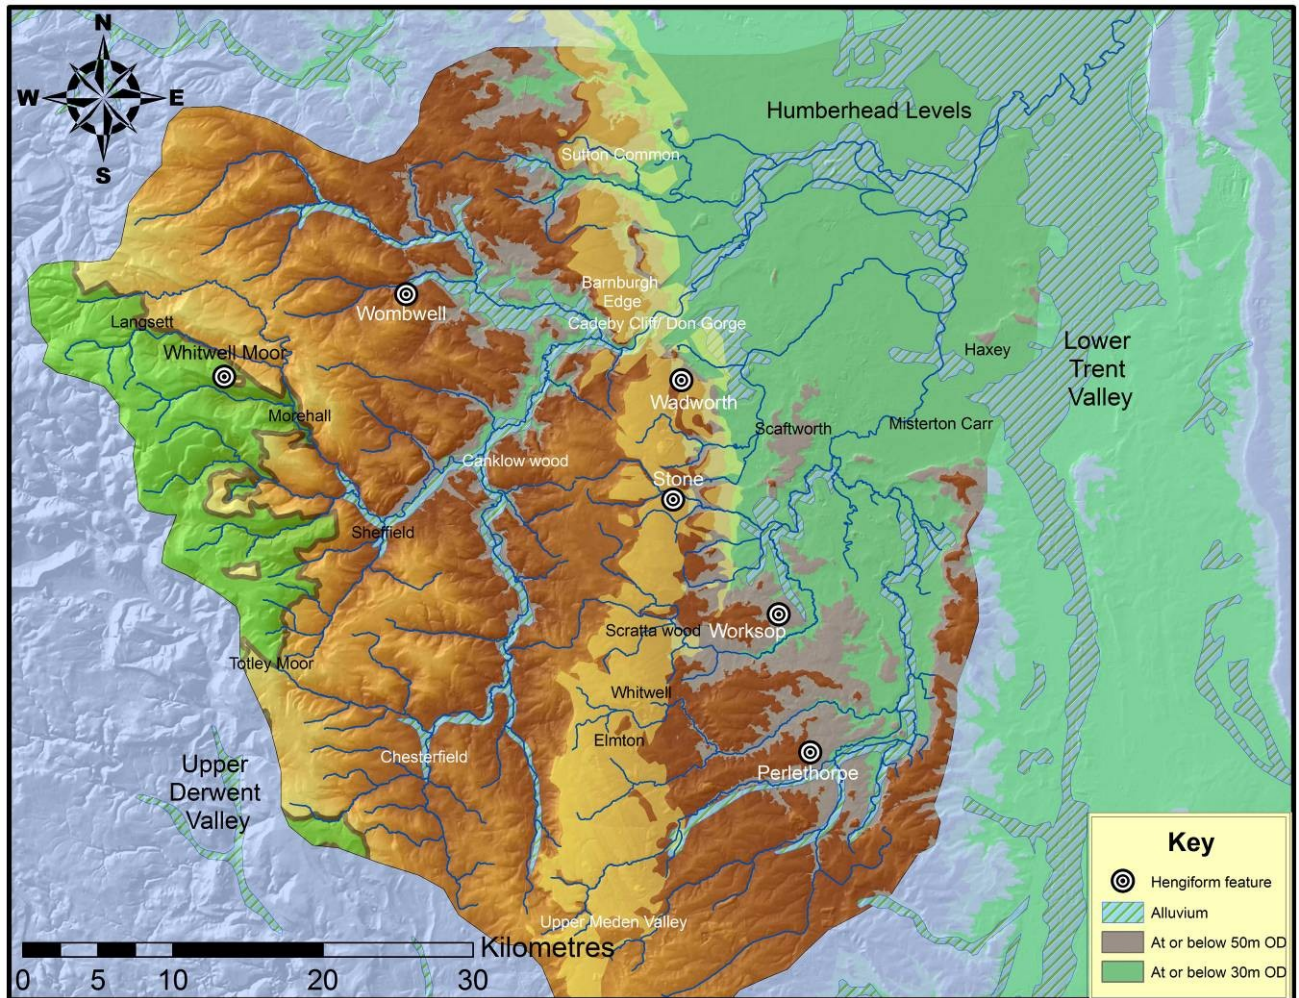 N
W
E
S
Humberhead Levels
Sutton Common
Barnburgh
Edge
Cadeby Cliff/ Don Gorge
Wombwell
Langsett
Whitwell Moor
Morehall
Wadworth
Haxey
Lower
Trent
Valley
Scaftworth
Misterton Carr
Canklow wood
Stone
Sheffield
Scratta wood
Worksop
Totley Moor
Whitwell
Elmton
Chesterfield
Perlethorpe
Upper
Derwent
Valley
Upper Meden Valley
Kilometres
0 5 10 20 30
Key
Hengiform feature
Alluvium
At or below 50m OD
At or below 30m OD